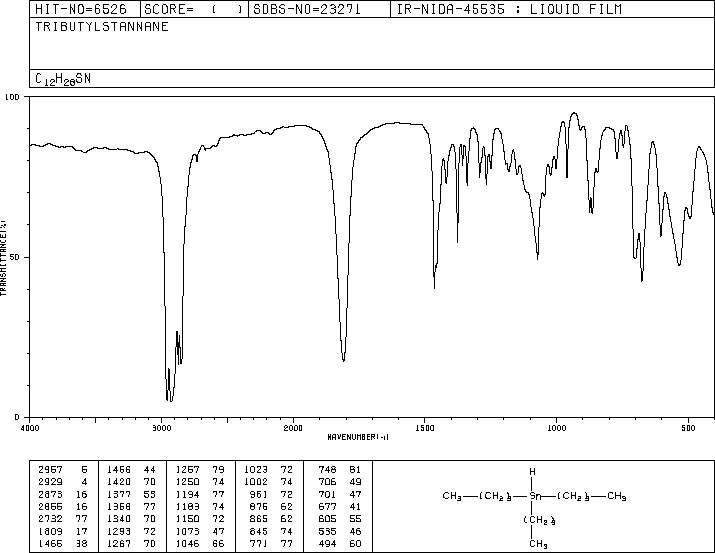 HIT-NO=6526 SCORE= ( ) SDBS-NO=23271 IR-NIDA-45535 : LIQUID FILM
TRIBUTYLSTANNANE
C12H28SN
100
TRANSMITTANCE(%)
50
0
4000 3000 2000 1500 1000 500
WAVENUMBER(-1)
2957 5 1456 44 1257 79 1023 72 748 81
2929 4 1420 70 1250 74 1002 74 706 49
2873 16 1377 53 1194 77 961 72 701 47
2855 16 1358 77 1183 74 876 62 677 41
2732 77 1340 70 1150 72 865 62 605 55
1809 17 1293 72 1073 47 845 74 535 46
1465 38 1267 70 1046 66 771 77 494 60
H
CH3—(CH2)3—Sn—(CH2)3—CH3
(CH2)3
CH3